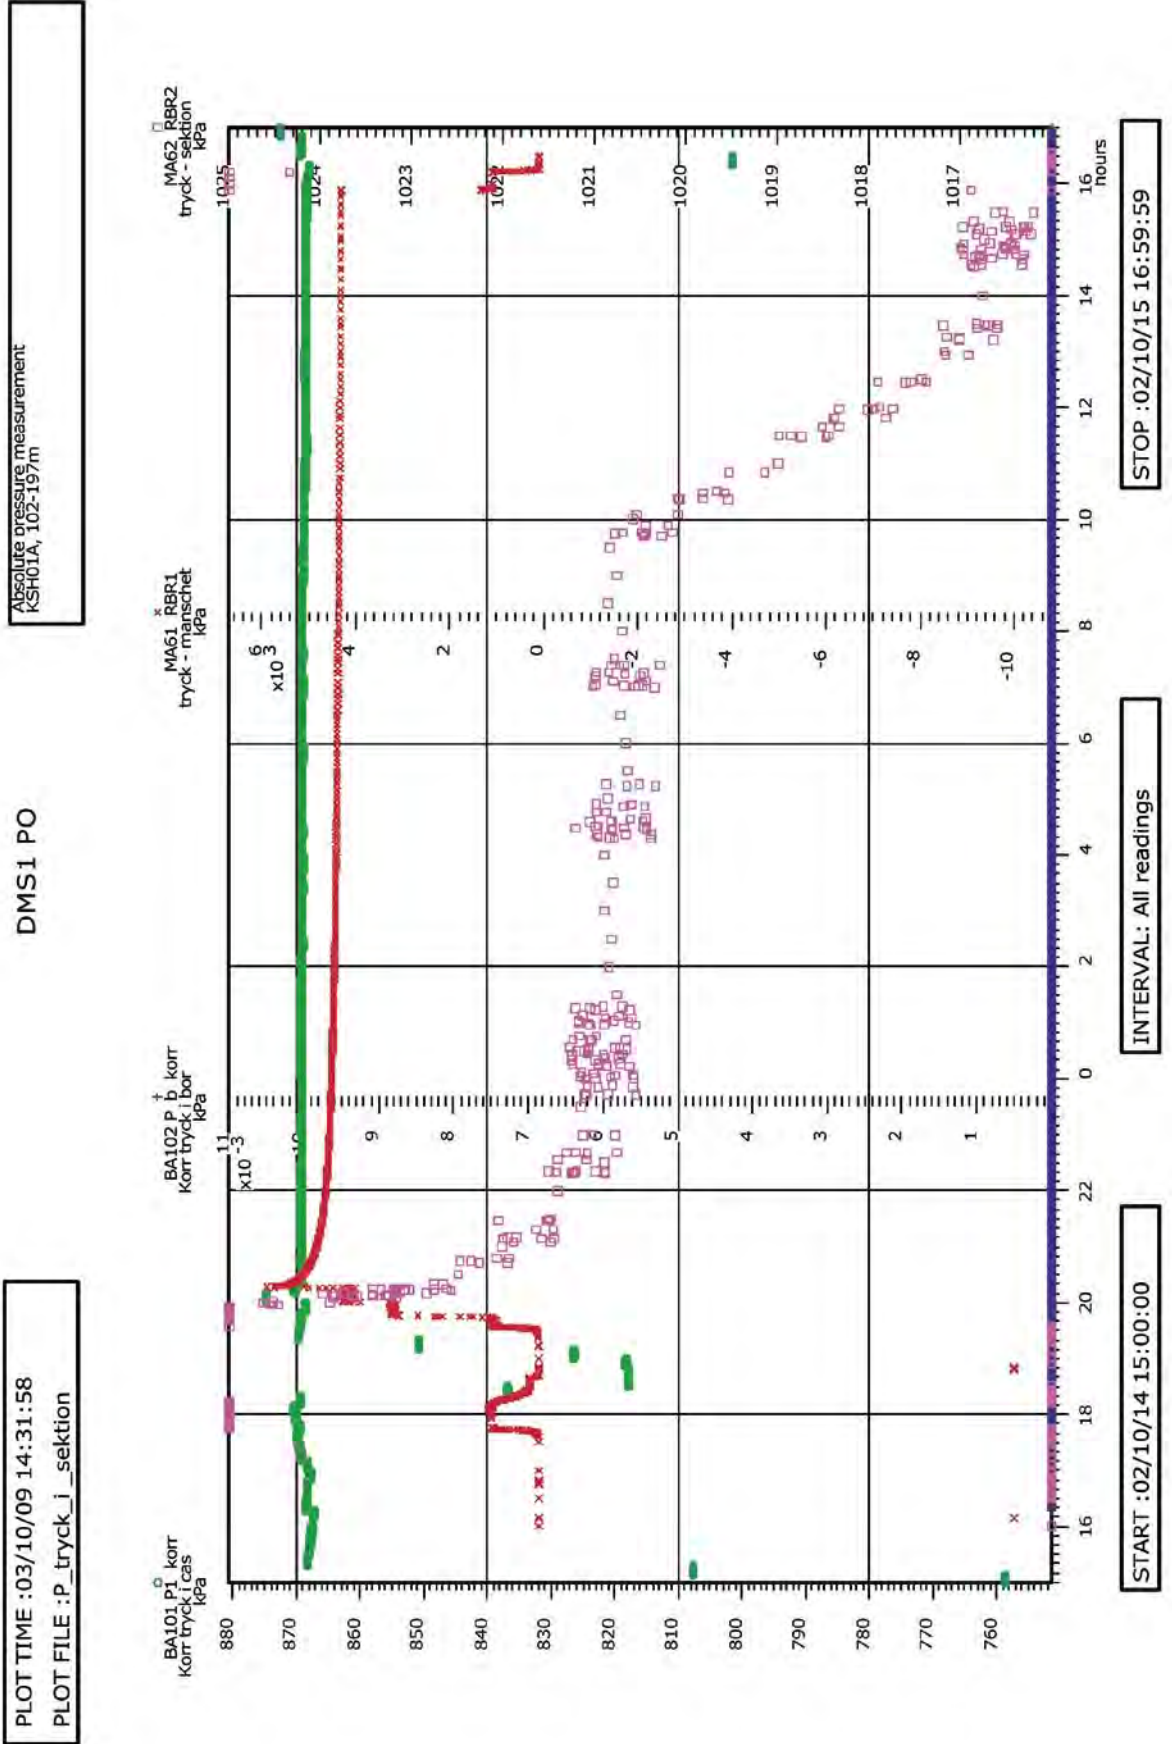 DMS1 PO
PLOT TIME :03/10/09 14:31:58
PLOT FILE :P_tryck_i_sektion
Absolute pressure measurement
KSH01A, 102-197m
BA101 P1_korr
Korr tryck i cas
kPa
BA102 P_b_korr
Korr tryck i bor
kPa
MA61 RBR1
tryck - manschet
kPa
MA62 RBR2
tryck - sektion
kPa
880
870
860
850
840
830
820
810
800
790
780
770
760
11
x10 -3
10
9
8
7
6
5
4
3
2
1
6
x10 3
4
2
0
-2
-4
-6
-8
-10
1025
1024
1023
1022
1021
1020
1019
1018
1017
16
18
20
22
0
2
4
6
8
10
12
14
16
hours
START :02/10/14 15:00:00
INTERVAL: All readings
STOP :02/10/15 16:59:59